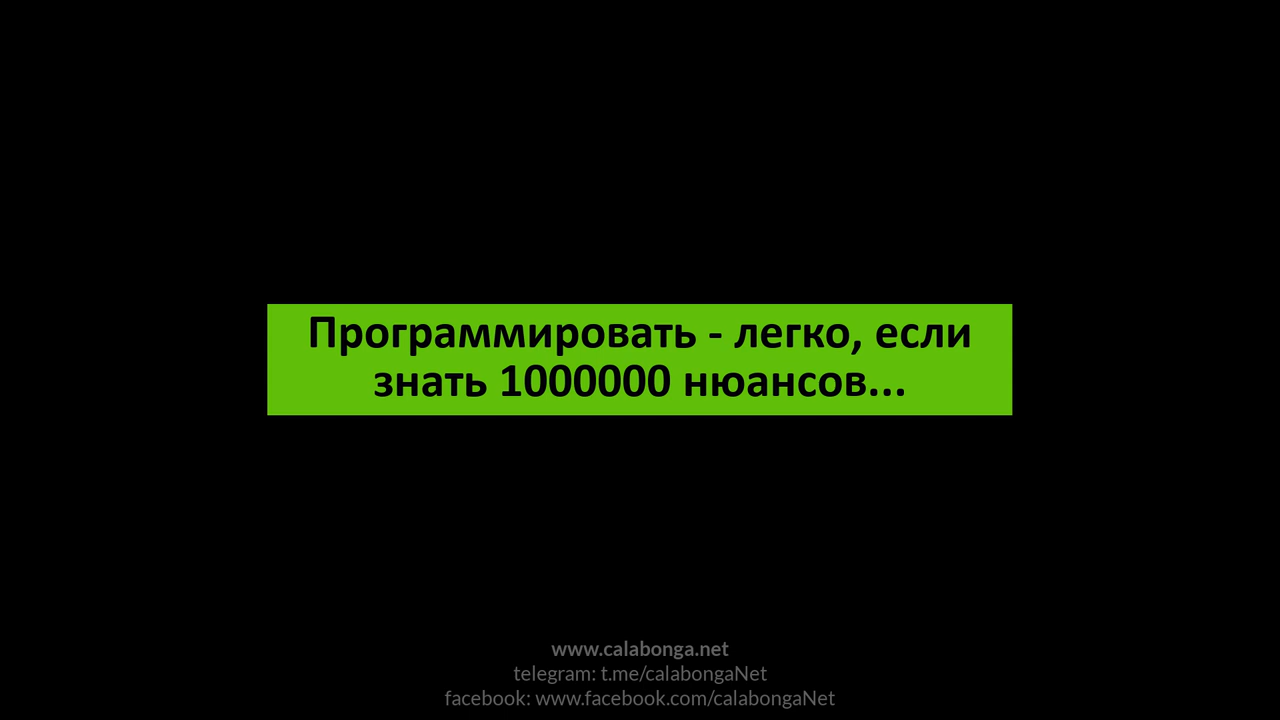 Программировать - легко, если
знать 1000000 нюансов...
www.calabonga.net
telegram: t.me/calabongaNet
facebook: www.facebook.com/calabongaNet